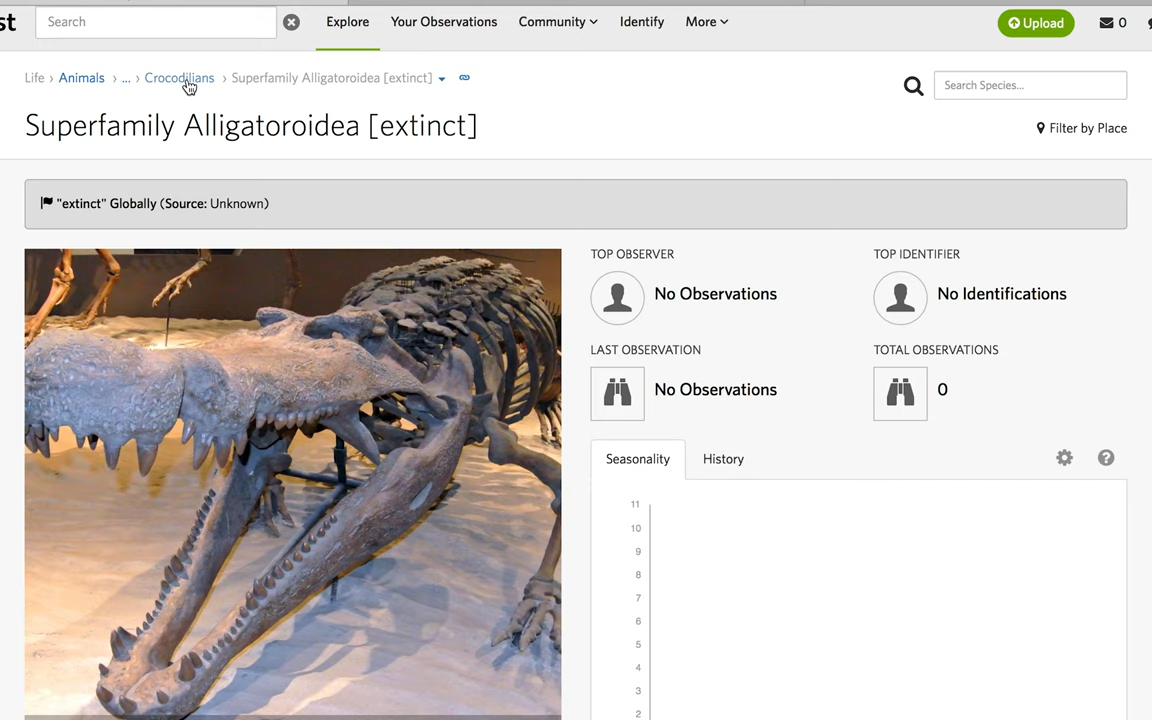 st Search Explore Your Observations Community Identify More Upload 0
Life › Animals › ... › Crocodilians › Superfamily Alligatoroidea [extinct]
Search Species...
Superfamily Alligatoroidea [extinct]
Filter by Place
"extinct" Globally (Source: Unknown)
TOP OBSERVER
No Observations
TOP IDENTIFIER
No Identifications
LAST OBSERVATION
No Observations
TOTAL OBSERVATIONS
0
Seasonality History
11
10
9
8
7
6
5
4
3
2